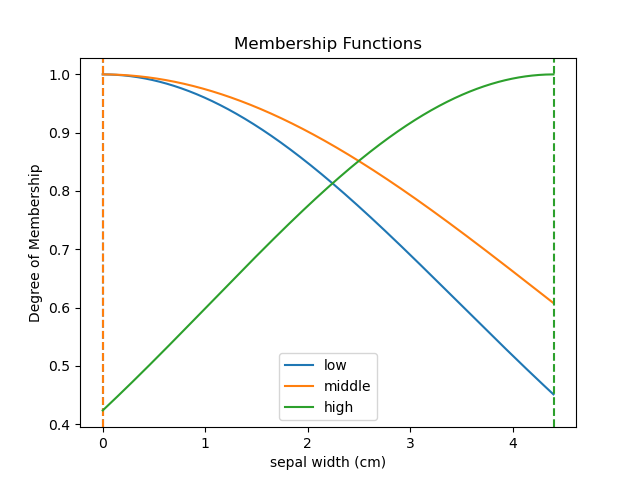 Membership Functions
Degree of Membership
1.0
0.9
0.8
0.7
0.6
0.5
0.4
low
middle
high
0 1 2 3 4
sepal width (cm)